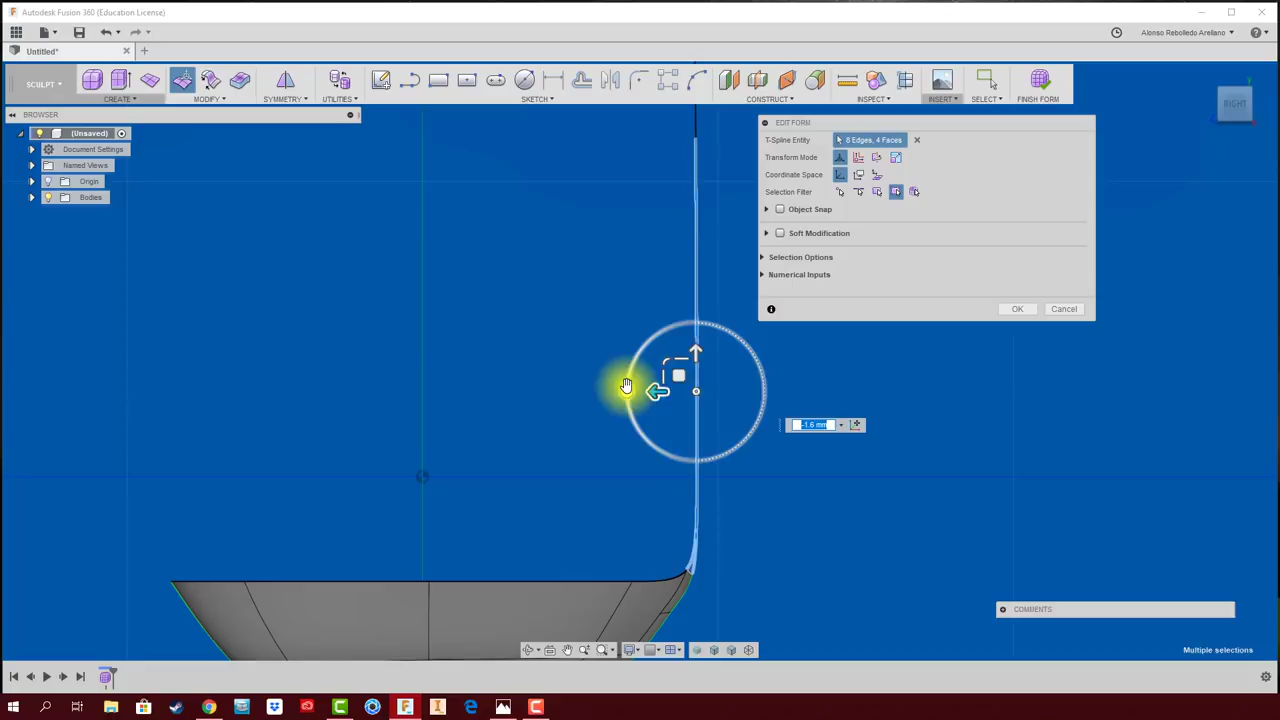 Autodesk Fusion 360 (Education License)
Alonso Rebolledo Arellano
Untitled*
SCULPT
CREATE
MODIFY
SYMMETRY
UTILITIES
SKETCH
CONSTRUCT
INSPECT
INSERT
SELECT
FINISH FORM
BROWSER
(Unsaved)
Document Settings
Named Views
Origin
Bodies
RIGHT
EDIT FORM
T-Spline Entity
8 Edges, 4 Faces
Transform Mode
Coordinate Space
Selection Filter
Object Snap
Soft Modification
Selection Options
Numerical Inputs
OK
Cancel
-1.6 mm
COMMENTS
Multiple selections